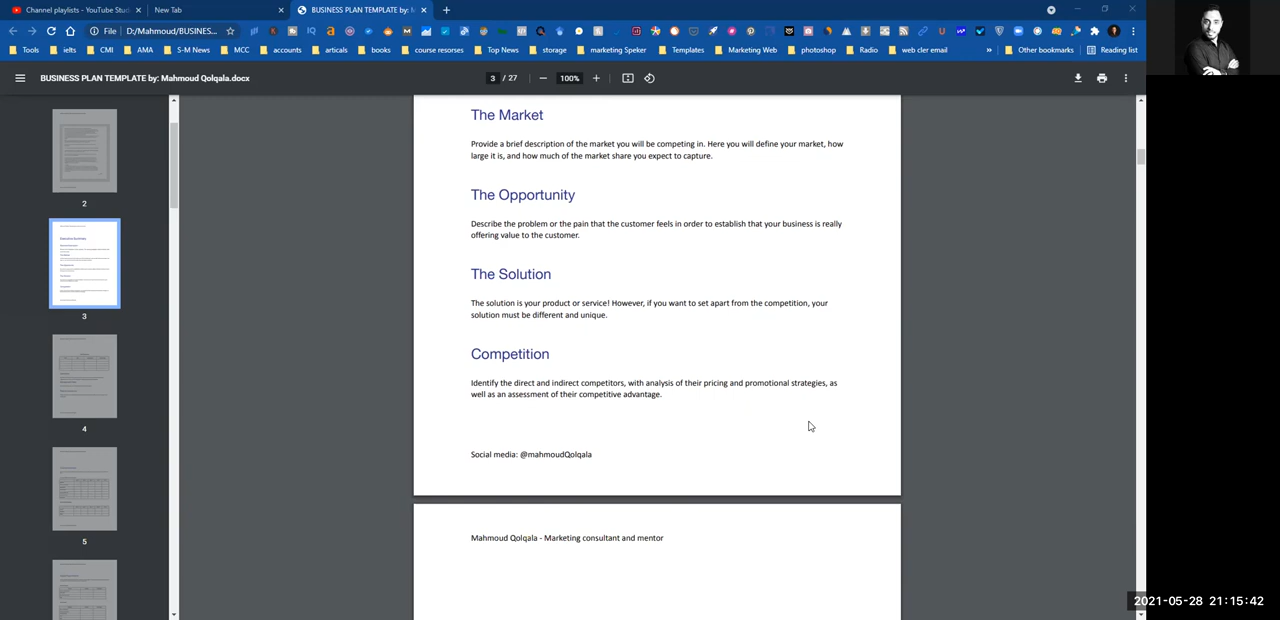 Channel playlists - YouTube Stud
New Tab
BUSINESS PLAN TEMPLATE by: M
File
D:/Mahmoud/BUSINES...
Tools
ielts
CMI
AMA
S-M News
MCC
accounts
articals
books
course resorses
Top News
storage
marketing Speker
Templates
Marketing Web
photoshop
Radio
web cler email
»
Other bookmarks
Reading list
BUSINESS PLAN TEMPLATE by: Mahmoud Qolqala.docx
3 / 27
100%
2
3
4
5
The Market
Provide a brief description of the market you will be competing in. Here you will define your market, how
large it is, and how much of the market share you expect to capture.
The Opportunity
Describe the problem or the pain that the customer feels in order to establish that your business is really
offering value to the customer.
The Solution
The solution is your product or service! However, if you want to set apart from the competition, your
solution must be different and unique.
Competition
Identify the direct and indirect competitors, with analysis of their pricing and promotional strategies, as
well as an assessment of their competitive advantage.
Social media: @mahmoudQolqala
Mahmoud Qolqala - Marketing consultant and mentor
2021-05-28 21:15:42